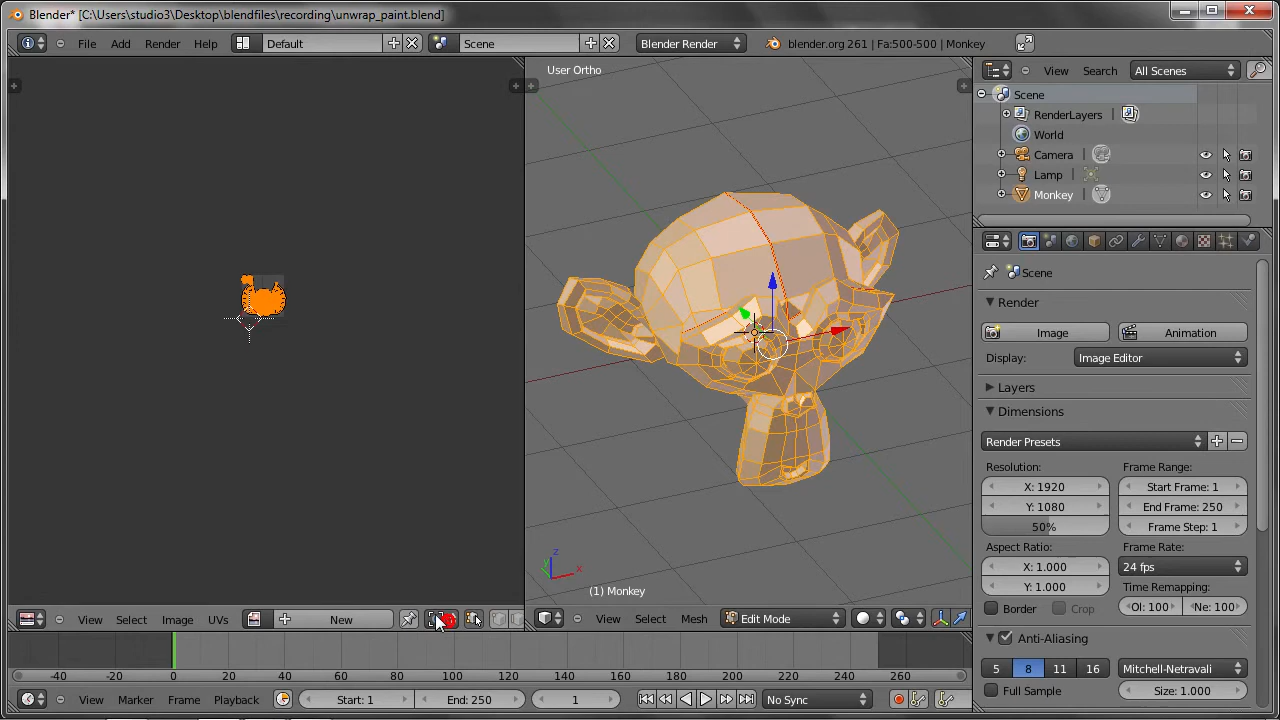 Blender* [C:\Users\studio3\Desktop\blendfiles\recording\unwrap_paint.blend]
File Add Render Help Default Scene Blender Render blender.org 261 | Fa:500-500 | Monkey
User Ortho
View Search All Scenes
Scene
RenderLayers
World
Camera
Lamp
Monkey
Scene
Render
Image Animation
Display: Image Editor
Layers
Dimensions
Render Presets
Resolution: Frame Range:
X: 1920 Start Frame: 1
Y: 1080 End Frame: 250
50% Frame Step: 1
Aspect Ratio: Frame Rate:
X: 1.000 24 fps
Y: 1.000 Time Remapping:
Border Crop Ol: 100 Ne: 100
Anti-Aliasing
5 8 11 16 Mitchell-Netravali
Full Sample Size: 1.000
z
y
x
(1) Monkey
View Select Image UVs New
View Select Mesh Edit Mode
-40 -20 0 20 40 60 80 100 120 140 160 180 200 220 240 260
View Marker Frame Playback Start: 1 End: 250 1 No Sync